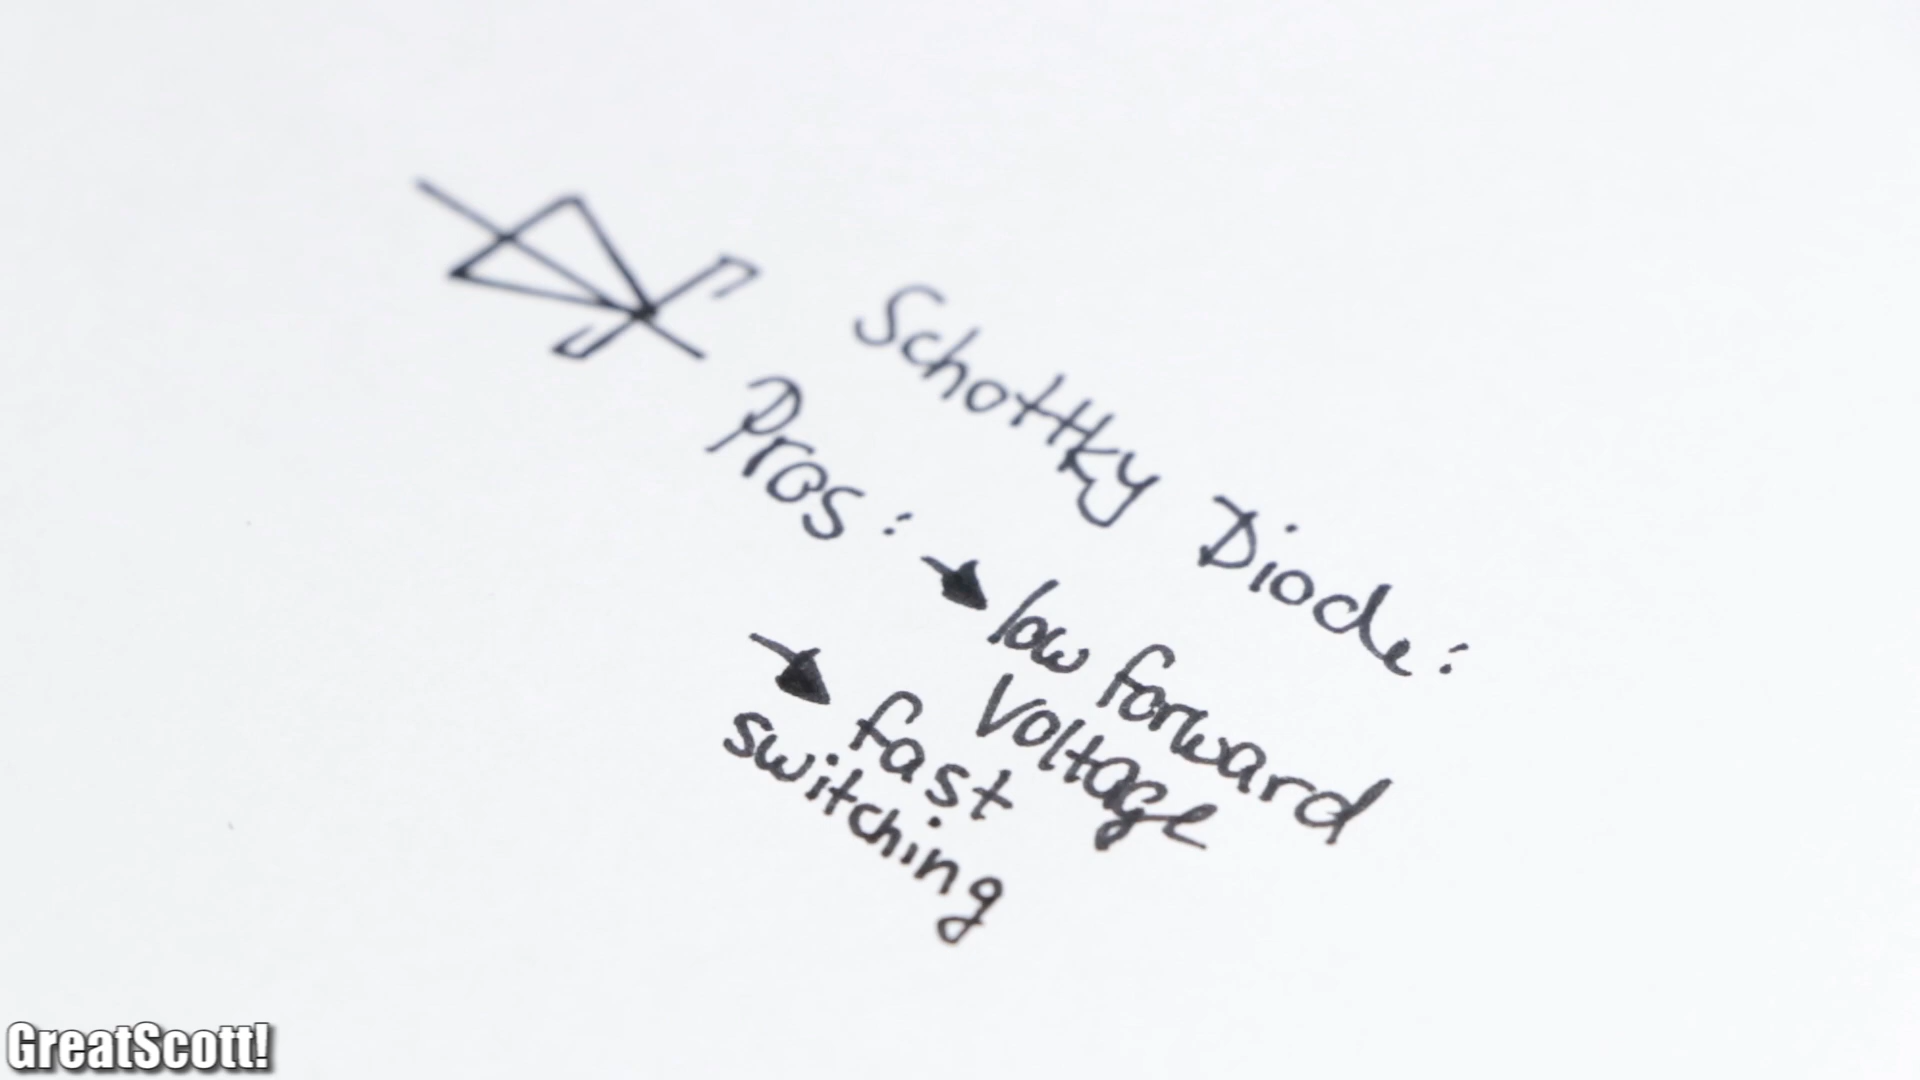 Schottky Diode:
Pros: → low forward
Voltage
→ fast
switching
GreatScott!